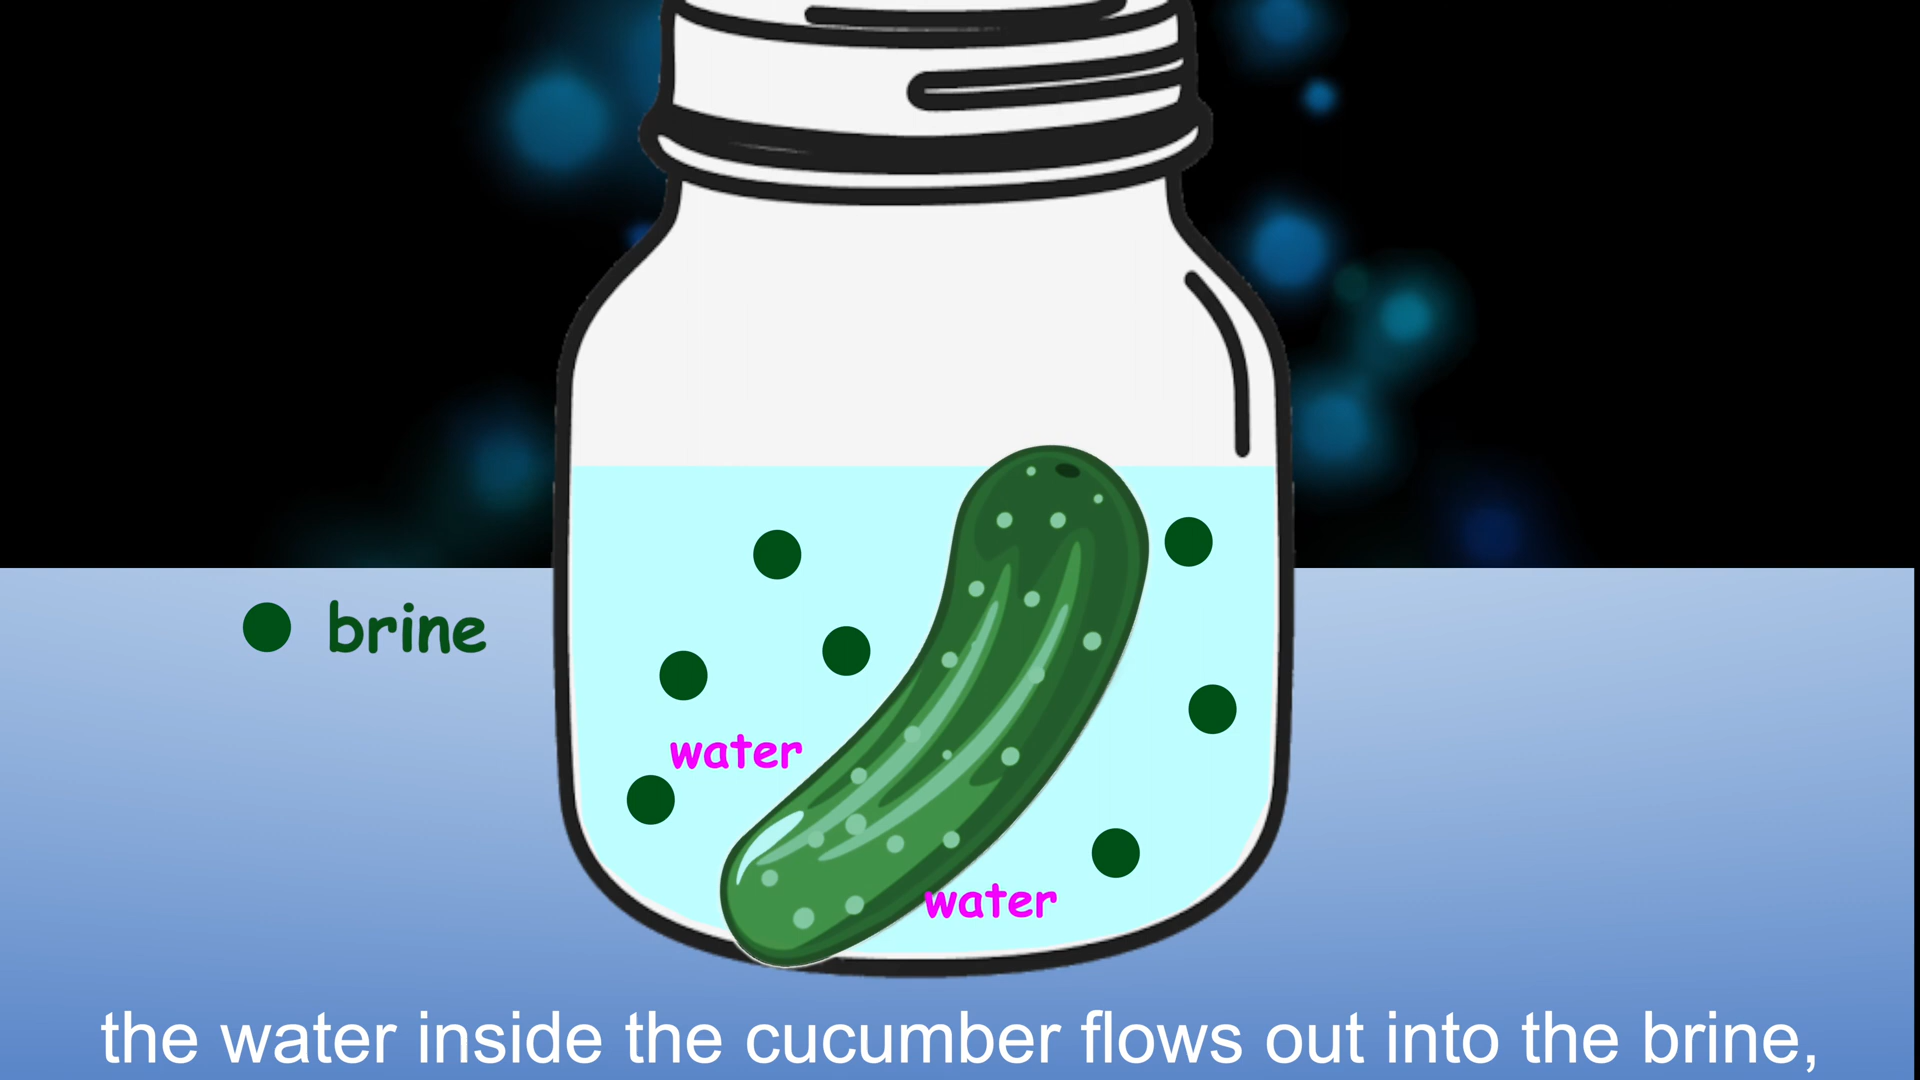 brine
water
water
the water inside the cucumber flows out into the brine,